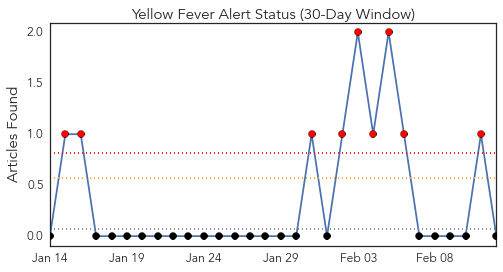 Yellow Fever Alert Status (30-Day Window)
Articles Found
2.0
1.5
1.0
0.5
0.0
Jan 14 Jan 19 Jan 24 Jan 29 Feb 03 Feb 08